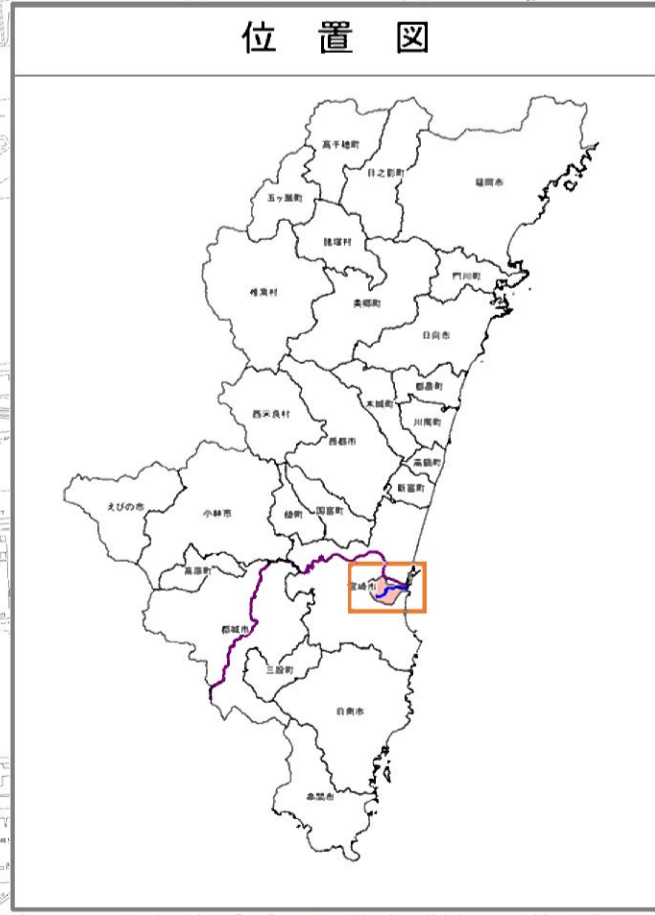 位 置 図
高千穂町
日之影町
延岡市
五ヶ瀬町
諸塚村
門川町
椎葉村
美郷町
日向市
都農町
木城町
西米良村
川南町
西都市
高鍋町
新富町
えびの市
小林市
綾町
国富町
高原町
宮崎市
都城市
三股町
日南市
串間市